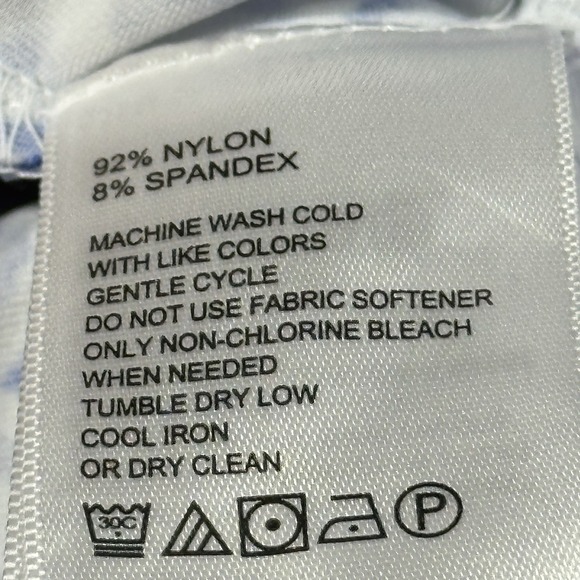 92% NYLON
8% SPANDEX
MACHINE WASH COLD
WITH LIKE COLORS
GENTLE CYCLE
DO NOT USE FABRIC SOFTENER
ONLY NON-CHLORINE BLEACH
WHEN NEEDED
TUMBLE DRY LOW
COOL IRON
OR DRY CLEAN
30C P